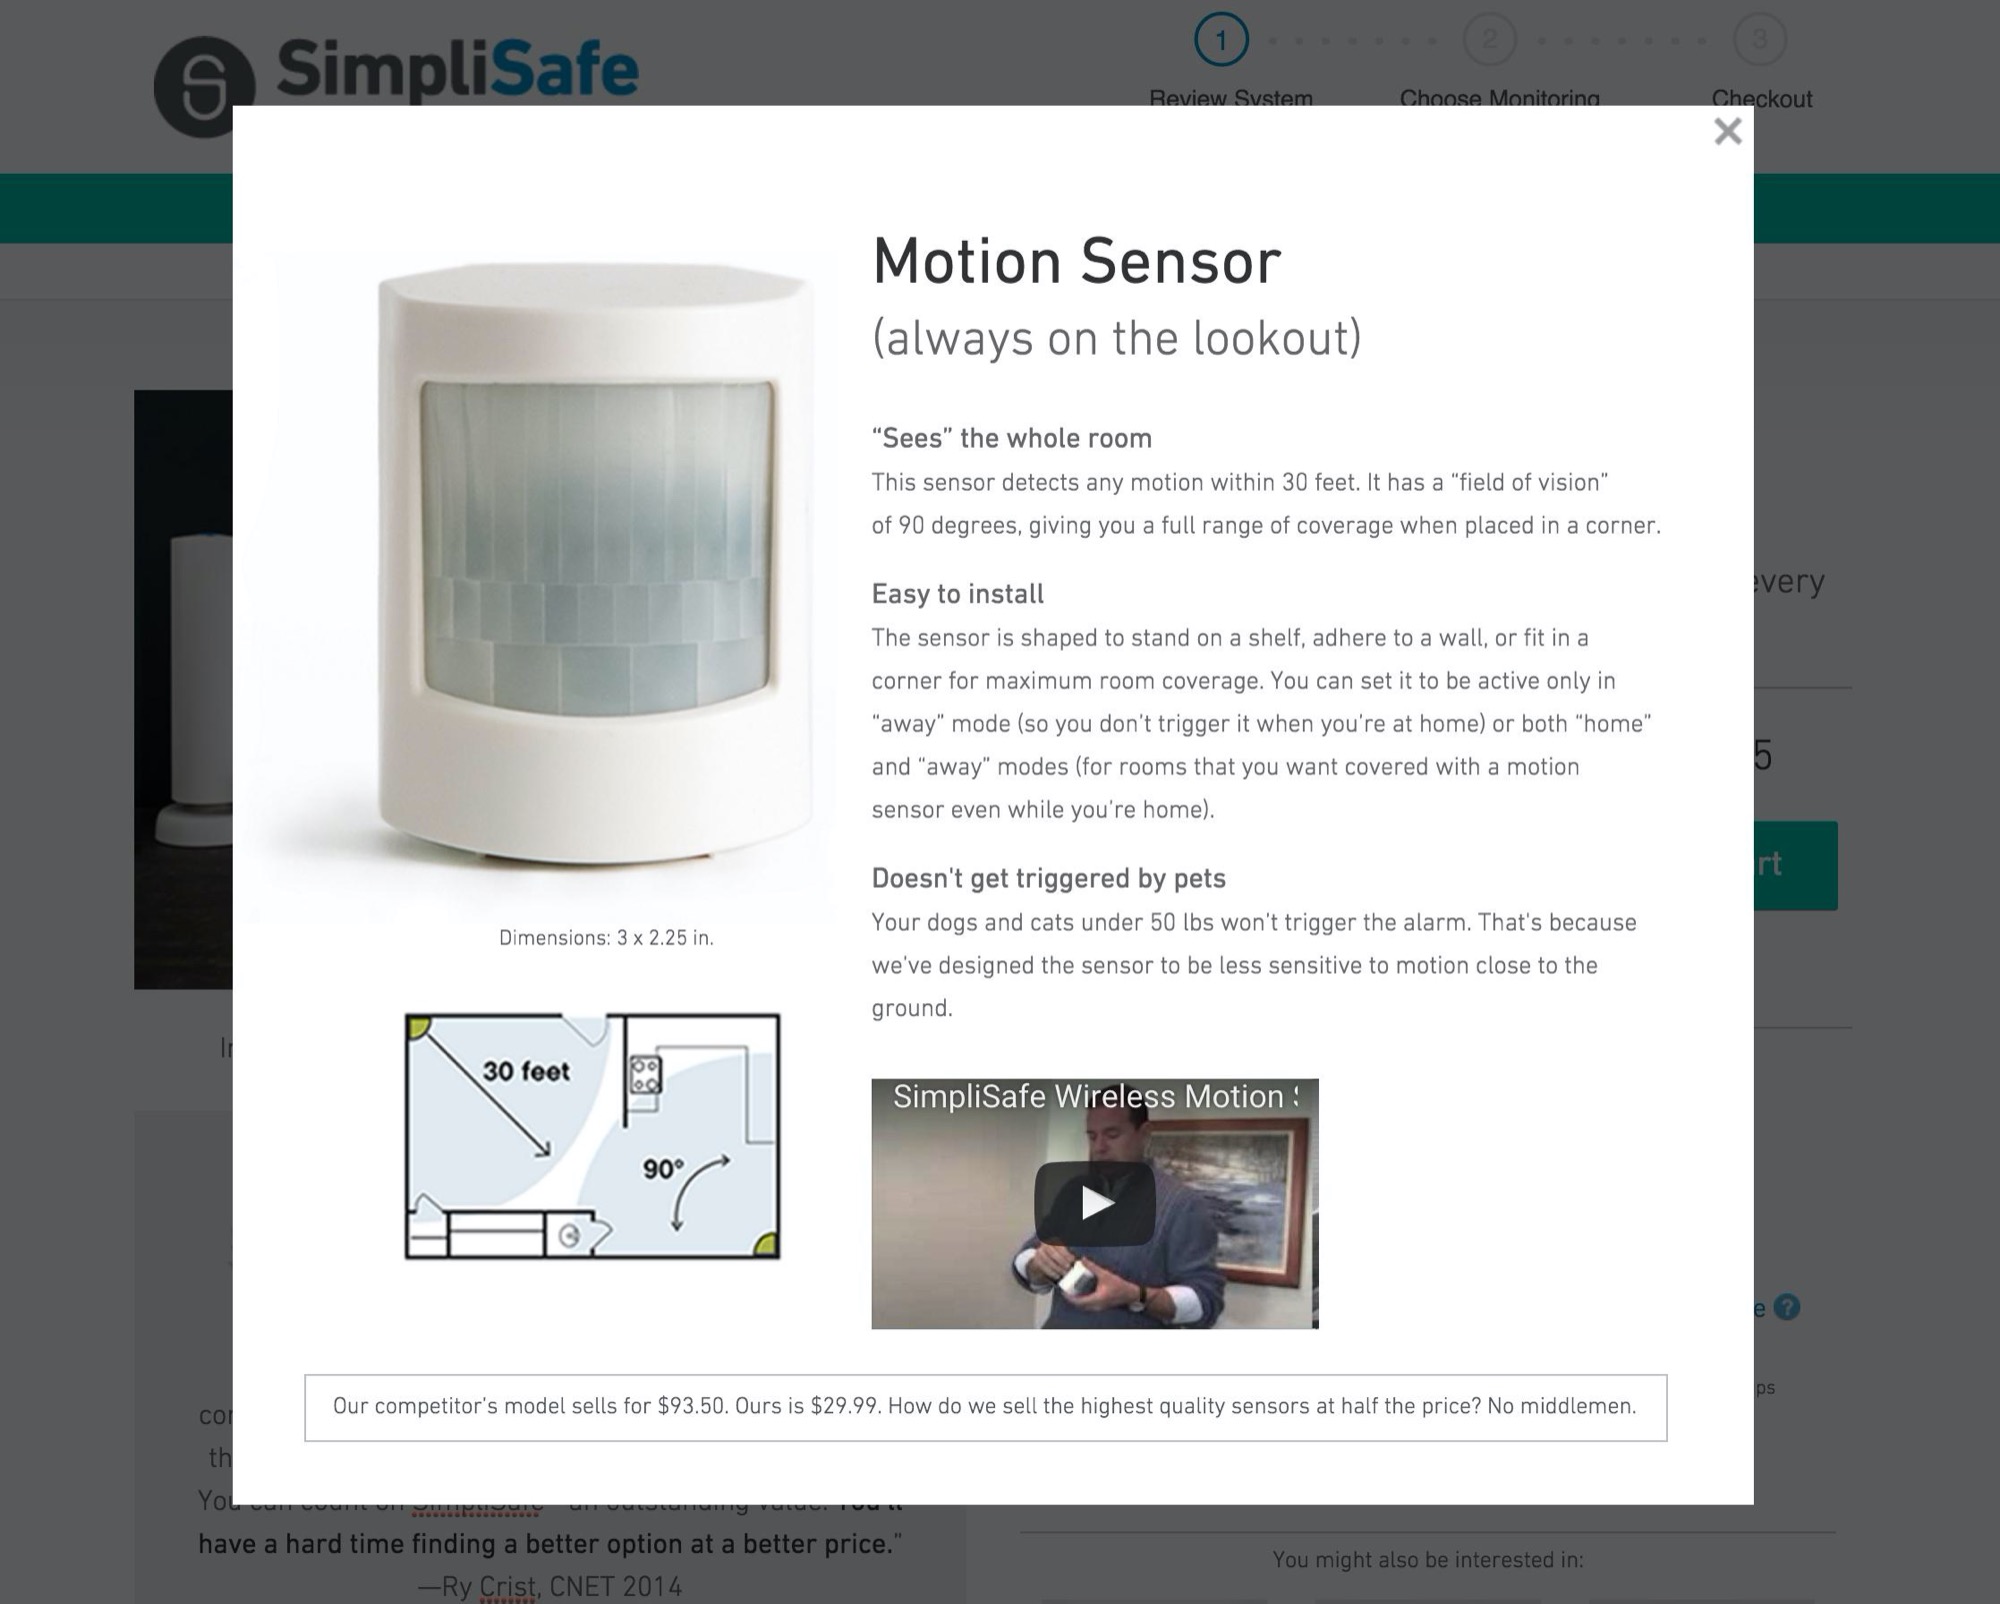 SimpliSafe
1
2
3
Review System
Choose Monitoring
Checkout
Motion Sensor
(always on the lookout)
“Sees” the whole room
This sensor detects any motion within 30 feet. It has a “field of vision”
of 90 degrees, giving you a full range of coverage when placed in a corner.
Easy to install
The sensor is shaped to stand on a shelf, adhere to a wall, or fit in a
corner for maximum room coverage. You can set it to be active only in
“away” mode (so you don't trigger it when you're at home) or both “home”
and “away” modes (for rooms that you want covered with a motion
sensor even while you're home).
Doesn't get triggered by pets
Your dogs and cats under 50 lbs won't trigger the alarm. That's because
we've designed the sensor to be less sensitive to motion close to the
ground.
Dimensions: 3 x 2.25 in.
30 feet
90°
SimpliSafe Wireless Motion
Our competitor's model sells for $93.50. Ours is $29.99. How do we sell the highest quality sensors at half the price? No middlemen.
every
5
rt
e ?
ps
You can count on SimpliSafe an outstanding value. You'll
have a hard time finding a better option at a better price.”
—Ry Crist, CNET 2014
You might also be interested in: